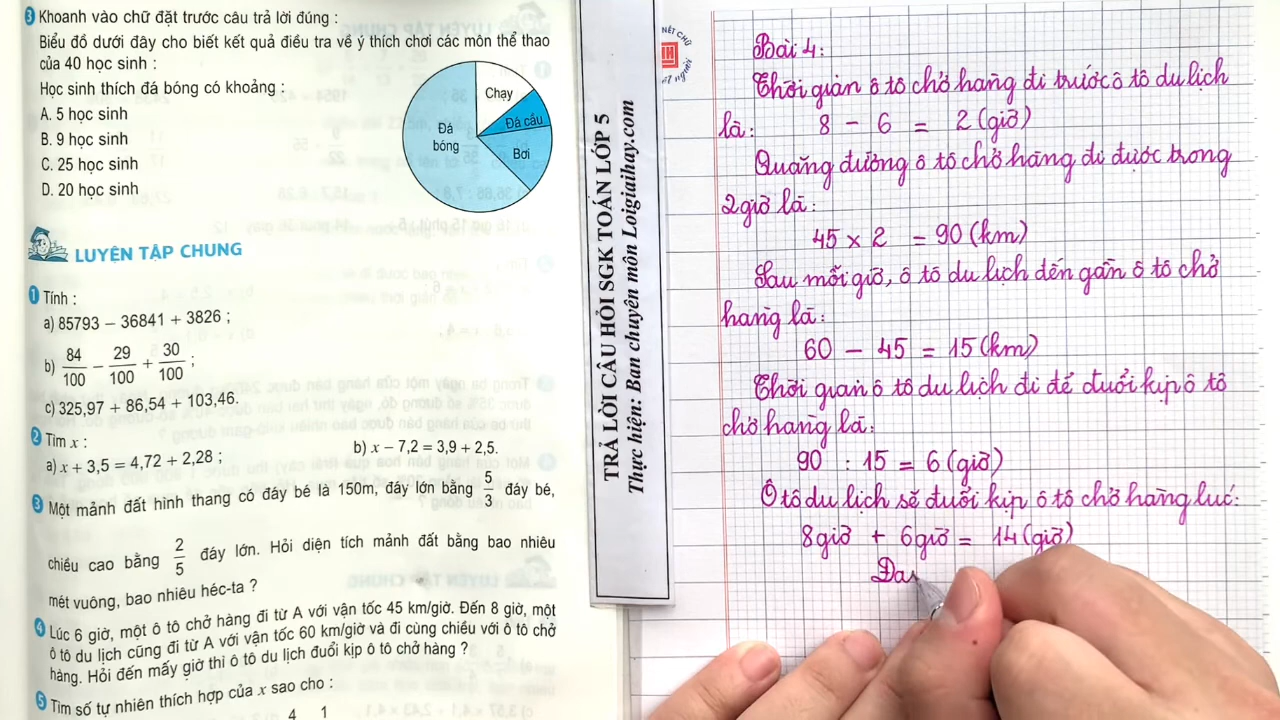 3 Khoanh vào chữ đặt trước câu trả lời đúng :
Biểu đồ dưới đây cho biết kết quả điều tra về ý thích chơi các môn thể thao
của 40 học sinh :
Học sinh thích đá bóng có khoảng :
A. 5 học sinh
B. 9 học sinh
C. 25 học sinh
D. 20 học sinh
Chạy
Đá cầu
Đá
bóng
Bơi
LUYỆN TẬP CHUNG
1 Tính :
a) 85793 – 36841 + 3826 ;
b) 84/100 – 29/100 + 30/100 ;
c) 325,97 + 86,54 + 103,46.
2 Tìm x :
a) x + 3,5 = 4,72 + 2,28 ;
b) x – 7,2 = 3,9 + 2,5.
3 Một mảnh đất hình thang có đáy bé là 150m, đáy lớn bằng 5/3 đáy bé,
chiều cao bằng 2/5 đáy lớn. Hỏi diện tích mảnh đất bằng bao nhiêu
mét vuông, bao nhiêu héc-ta ?
4 Lúc 6 giờ, một ô tô chở hàng đi từ A với vận tốc 45 km/giờ. Đến 8 giờ, một
ô tô du lịch cũng đi từ A với vận tốc 60 km/giờ và đi cùng chiều với ô tô chở
hàng. Hỏi đến mấy giờ thì ô tô du lịch đuổi kịp ô tô chở hàng ?
5 Tìm số tự nhiên thích hợp của x sao cho :
4 1
TRẢ LỜI CÂU HỎI SGK TOÁN LỚP 5
Thực hiện: Ban chuyên môn Loigiaihay.com
NÉT CHỮ
NẾT người
Bài 4:
Thời gian ô tô chở hàng đi trước ô tô du lịch
là:
8 - 6 = 2 (giờ)
Quãng đường ô tô chở hàng đi được trong
2 giờ là:
45 × 2 = 90 (km)
Sau mỗi giờ, ô tô du lịch đến gần ô tô chở
hàng là:
60 - 45 = 15 (km)
Thời gian ô tô du lịch đi để đuổi kịp ô tô
chở hàng là:
90 : 15 = 6 (giờ)
Ô tô du lịch sẽ đuổi kịp ô tô chở hàng lúc:
8 giờ + 6 giờ = 14 (giờ)